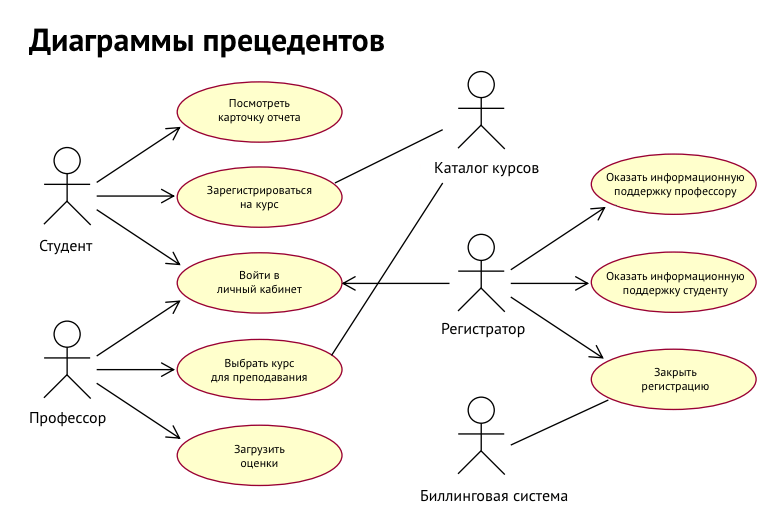 Диаграммы прецедентов
Посмотреть
карточку отчета
Зарегистрироваться
на курс
Каталог курсов
Оказать информационную
поддержку профессору
Студент
Войти в
личный кабинет
Оказать информационную
поддержку студенту
Регистратор
Выбрать курс
для преподавания
Закрыть
регистрацию
Профессор
Загрузить
оценки
Биллинговая система